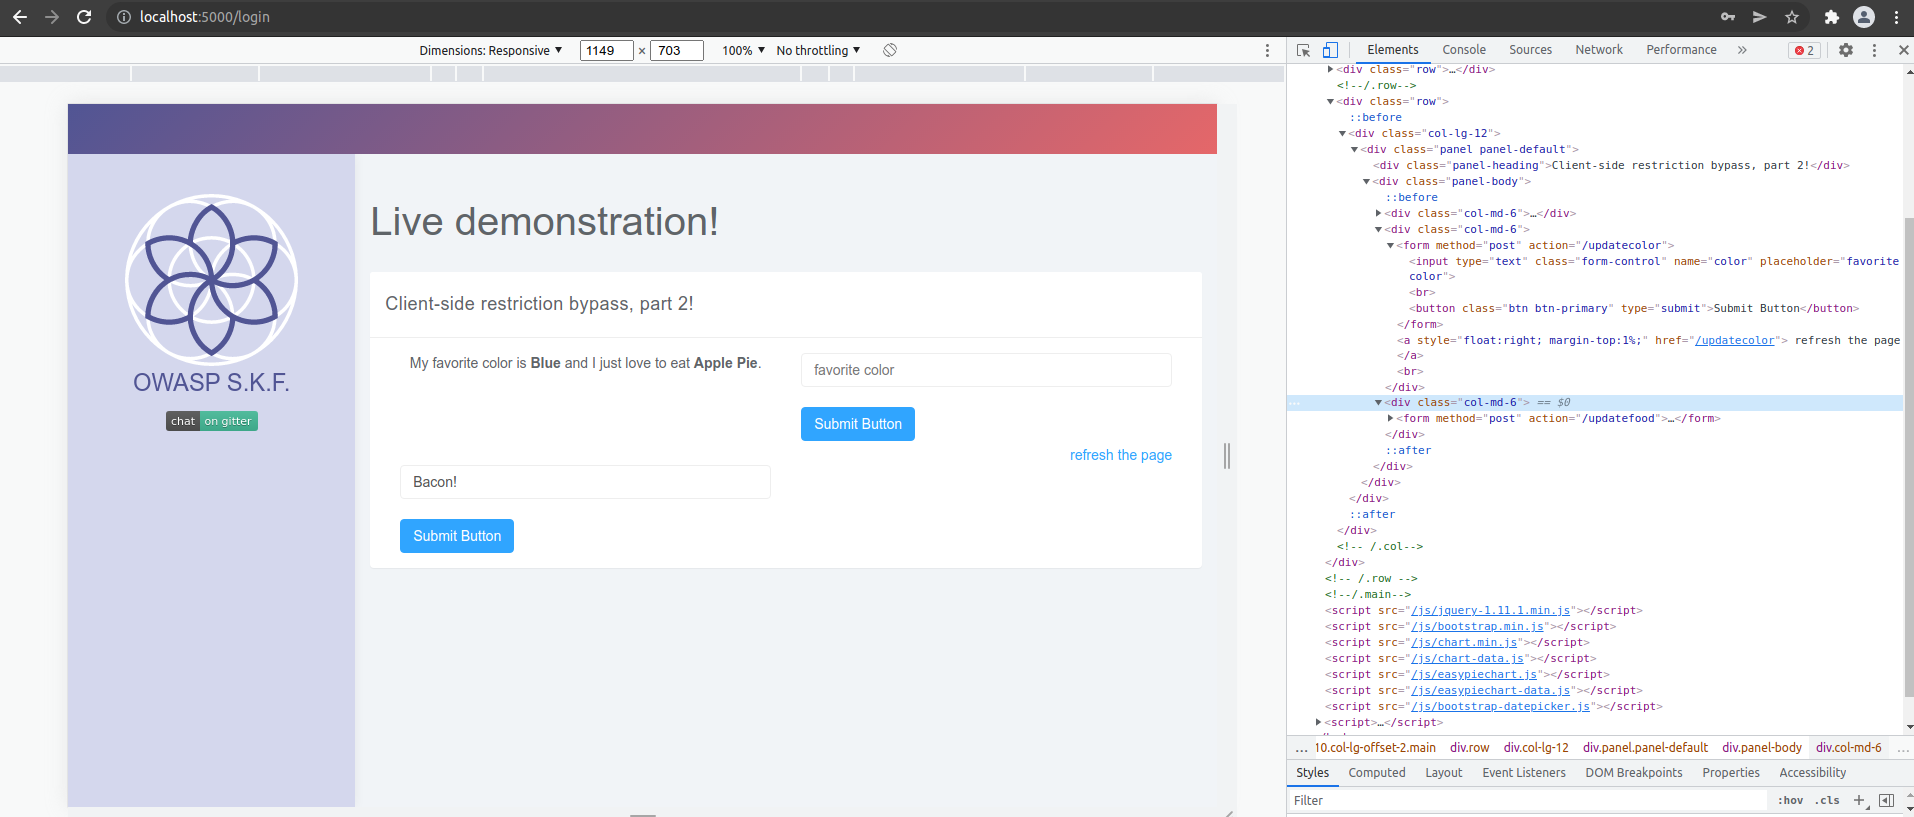 localhost:5000/login
Dimensions: Responsive ▼ 1149 × 703 100% ▼ No throttling ▼
OWASP S.K.F.
chat on gitter
Live demonstration!
Client-side restriction bypass, part 2!
My favorite color is Blue and I just love to eat Apple Pie.
favorite color
Submit Button
refresh the page
Bacon!
Submit Button
Elements Console Sources Network Performance » 2
<div class="row">…</div>
<!--/.row-->
<div class="row">
::before
<div class="col-lg-12">
<div class="panel panel-default">
<div class="panel-heading">Client-side restriction bypass, part 2!</div>
<div class="panel-body">
::before
<div class="col-md-6">…</div>
<div class="col-md-6">
<form method="post" action="/updatecolor">
<input type="text" class="form-control" name="color" placeholder="favorite
color">
<br>
<button class="btn btn-primary" type="submit">Submit Button</button>
</form>
<a style="float:right; margin-top:1%;" href="/updatecolor"> refresh the page
</a>
<br>
</div>
… <div class="col-md-6"> == $0
<form method="post" action="/updatefood">…</form>
</div>
::after
</div>
</div>
</div>
::after
</div>
<!-- /.col-->
</div>
<!-- /.row -->
<!--/.main-->
<script src="/js/jquery-1.11.1.min.js"></script>
<script src="/js/bootstrap.min.js"></script>
<script src="/js/chart.min.js"></script>
<script src="/js/chart-data.js"></script>
<script src="/js/easypiechart.js"></script>
<script src="/js/easypiechart-data.js"></script>
<script src="/js/bootstrap-datepicker.js"></script>
<script>…</script>
… 10.col-lg-offset-2.main div.row div.col-lg-12 div.panel.panel-default div.panel-body div.col-md-6 …
Styles Computed Layout Event Listeners DOM Breakpoints Properties Accessibility
Filter :hov .cls +